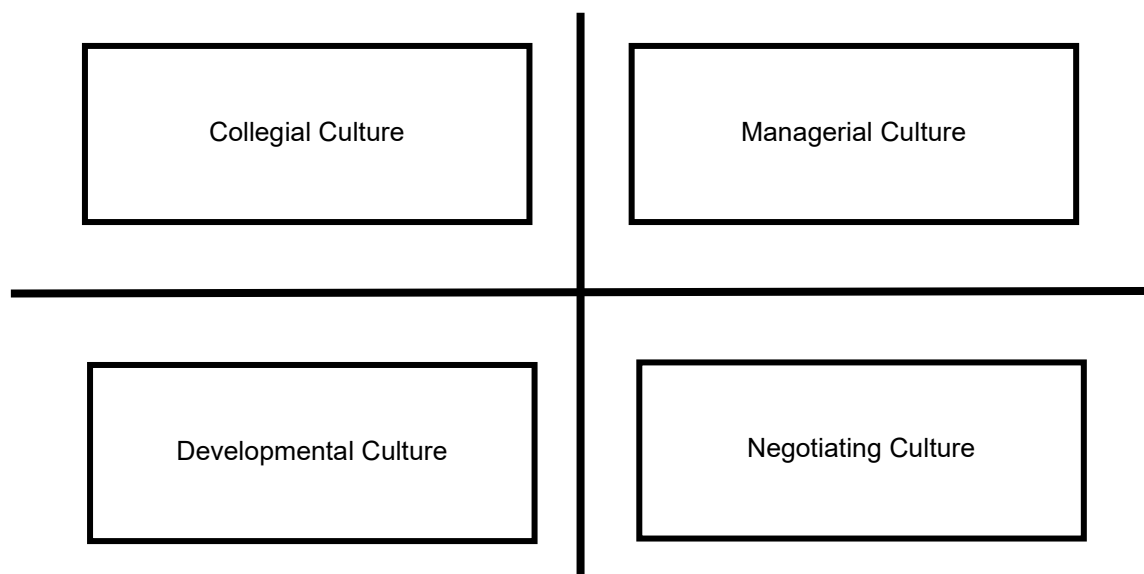 Collegial Culture
Managerial Culture
Developmental Culture
Negotiating Culture